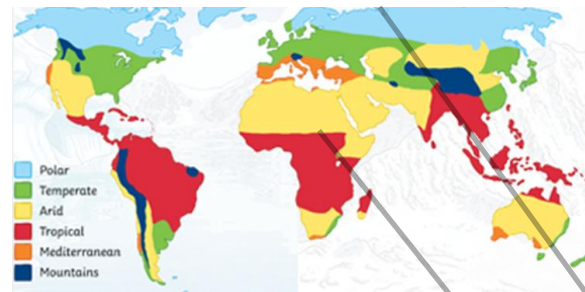 Polar
Temperate
Arid
Tropical
Mediterranean
Mountains